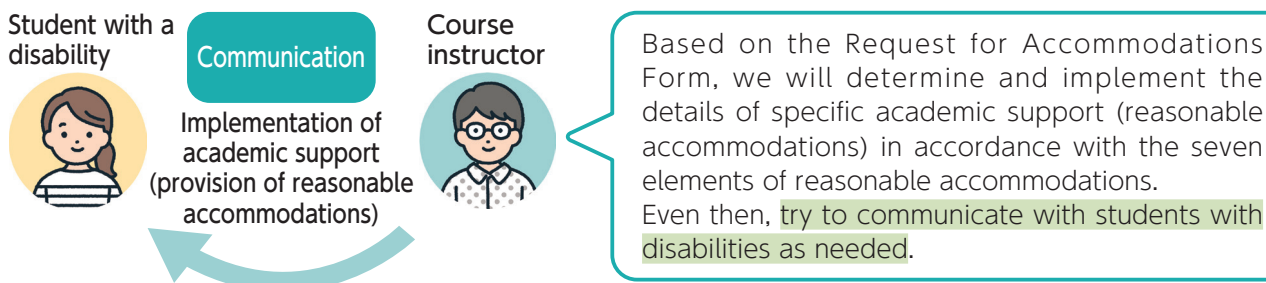 Student with a
disability
Communication
Implementation of
academic support
(provision of reasonable
accommodations)
Course
instructor
Based on the Request for Accommodations
Form, we will determine and implement the
details of specific academic support (reasonable
accommodations) in accordance with the seven
elements of reasonable accommodations.
Even then, try to communicate with students with
disabilities as needed.